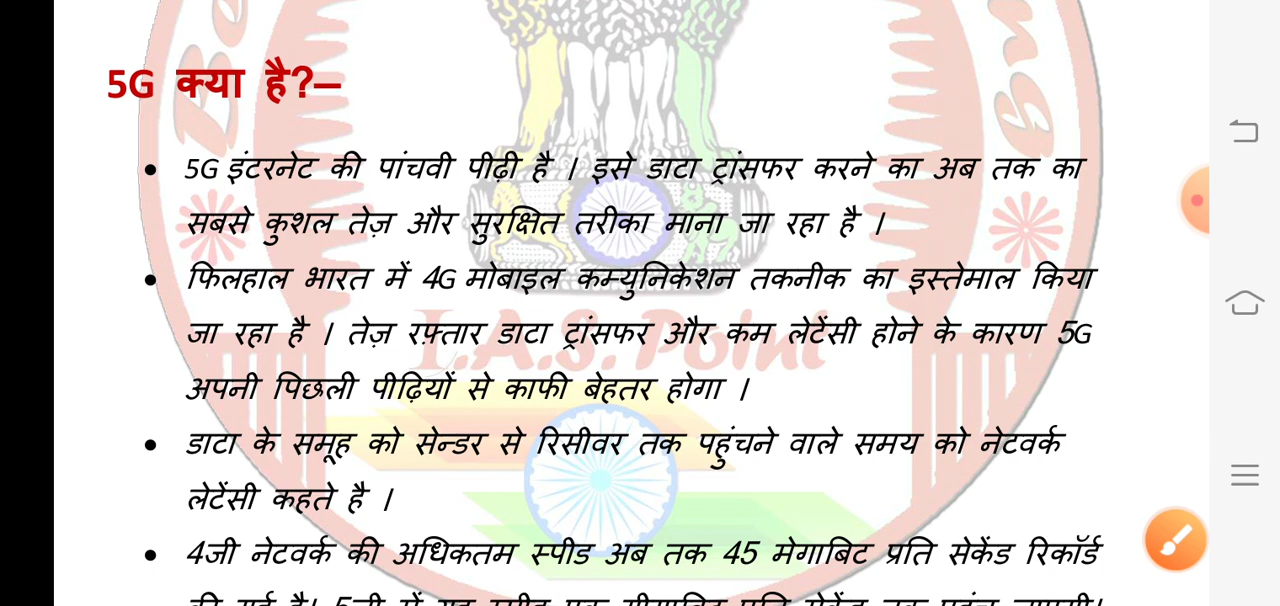 5G क्या है?—
• 5G इंटरनेट की पांचवी पीढ़ी है । इसे डाटा ट्रांसफर करने का अब तक का
सबसे कुशल तेज़ और सुरक्षित तरीका माना जा रहा है ।
• फिलहाल भारत में 4G मोबाइल कम्युनिकेशन तकनीक का इस्तेमाल किया
जा रहा है । तेज़ रफ़्तार डाटा ट्रांसफर और कम लेटेंसी होने के कारण 5G
I.A.S. Point
अपनी पिछली पीढ़ियों से काफी बेहतर होगा ।
• डाटा के समूह को सेन्डर से रिसीवर तक पहुंचने वाले समय को नेटवर्क
लेटेंसी कहते है ।
• 4जी नेटवर्क की अधिकतम स्पीड अब तक 45 मेगाबिट प्रति सेकेंड रिकॉर्ड